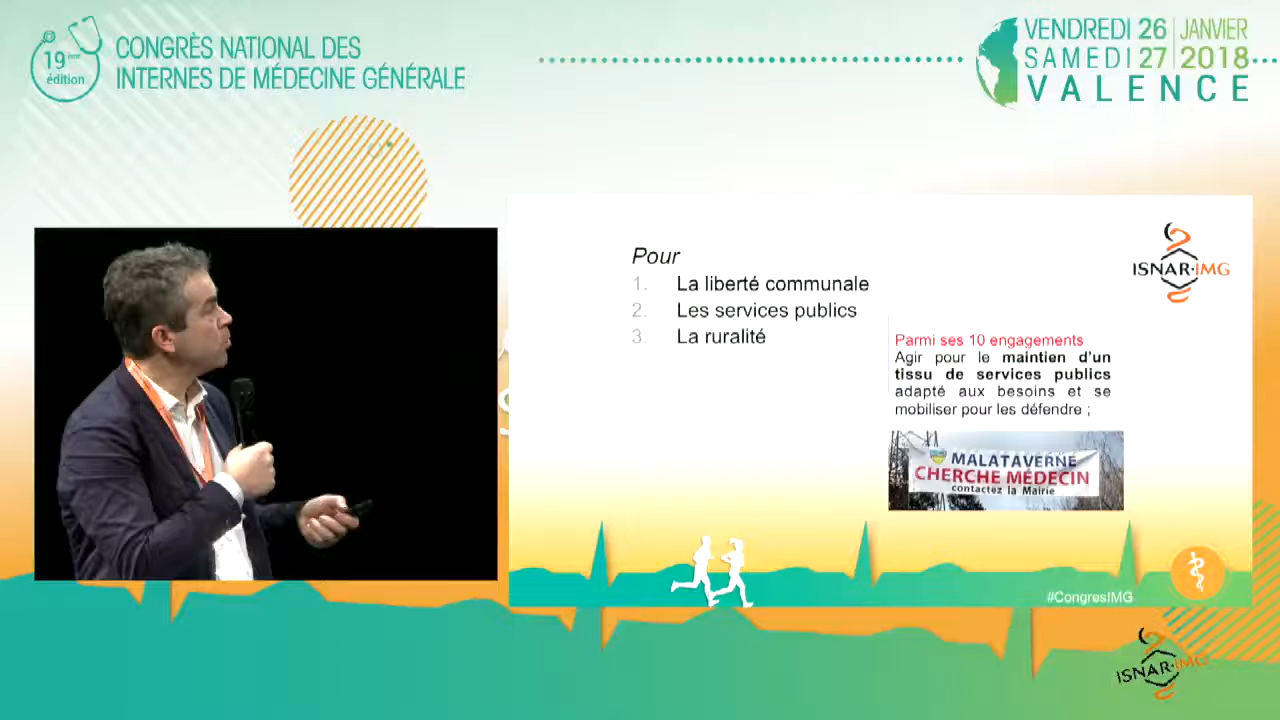 19ème édition
CONGRÈS NATIONAL DES
INTERNES DE MÉDECINE GÉNÉRALE
VENDREDI 26 JANVIER
SAMEDI 27 2018
VALENCE
Pour
1. La liberté communale
2. Les services publics
3. La ruralité
ISNAR-IMG
Parmi ses 10 engagements
Agir pour le maintien d'un
tissu de services publics
adapté aux besoins et se
mobiliser pour les défendre ;
MALATAVERNE
CHERCHE MÉDECIN
contactez la Mairie
#CongresIMG
ISNAR-IMG